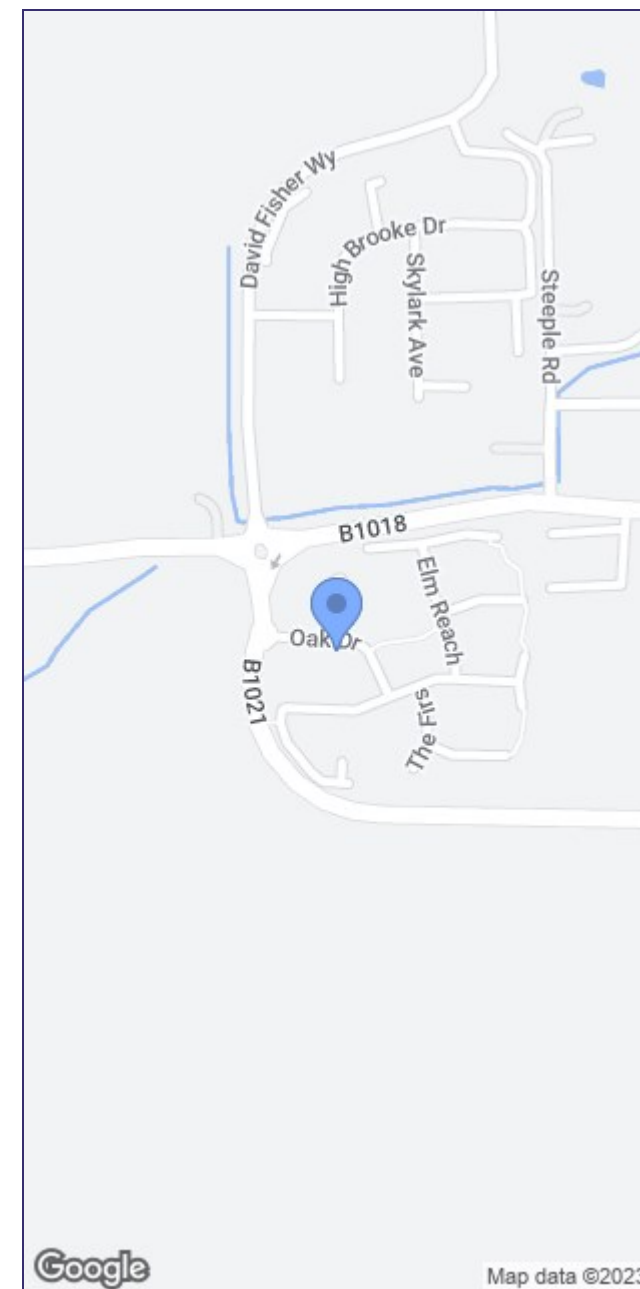 David Fisher Wy
High Brooke Dr
Skylark Ave
Steeple Rd
B1018
Elm Reach
Oak Dr
B1021
The Firs
Google
Map data ©2023